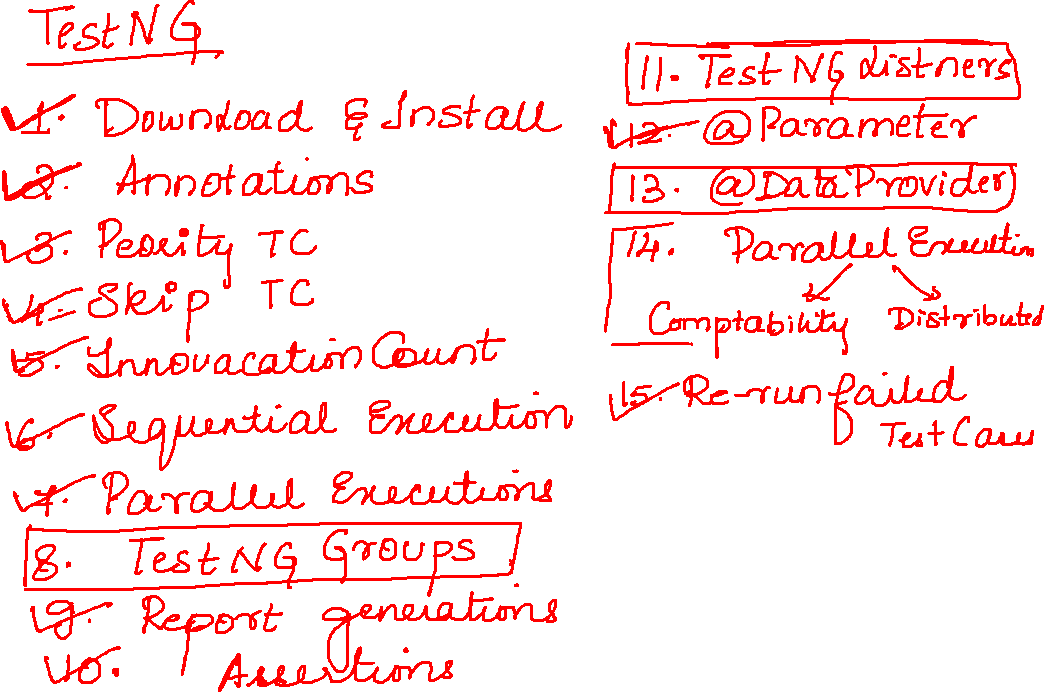 TestNG
1. Download & Install
2. Annotations
3. Peority TC
4. Skip TC
5. Innovacation Count
6. Sequential Execution
7. Parallel Executions
8. TestNG Groups
9. Report generations
10. Assertions
11. TestNG Listners
12. @Parameter
13. @DataProvider
14. Parallel Execution
Comptability Distributed
15. Re-run failed
Test Cases